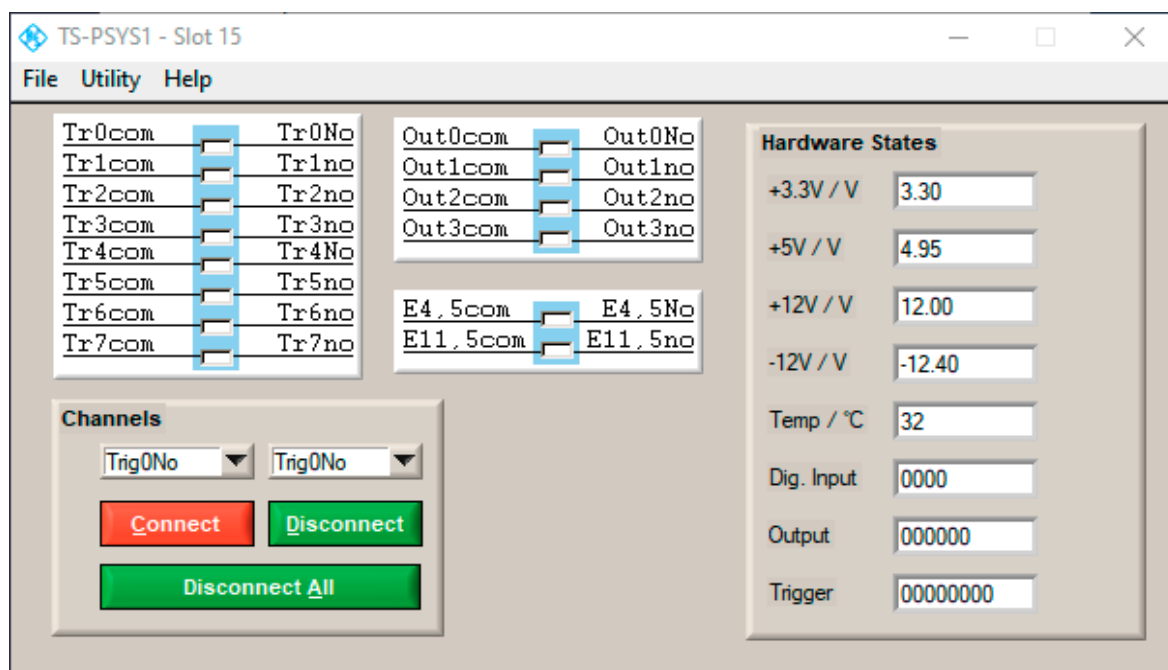 TS-PSYS1 - Slot 15
File Utility Help
Tr0com Tr0No
Tr1com Tr1no
Tr2com Tr2no
Tr3com Tr3no
Tr4com Tr4No
Tr5com Tr5no
Tr6com Tr6no
Tr7com Tr7no
Out0com Out0No
Out1com Out1no
Out2com Out2no
Out3com Out3no
E4,5com E4,5No
E11,5com E11,5no
Channels
Trig0No Trig0No
Connect Disconnect
Disconnect All
Hardware States
+3.3V / V 3.30
+5V / V 4.95
+12V / V 12.00
-12V / V -12.40
Temp / °C 32
Dig. Input 0000
Output 000000
Trigger 00000000